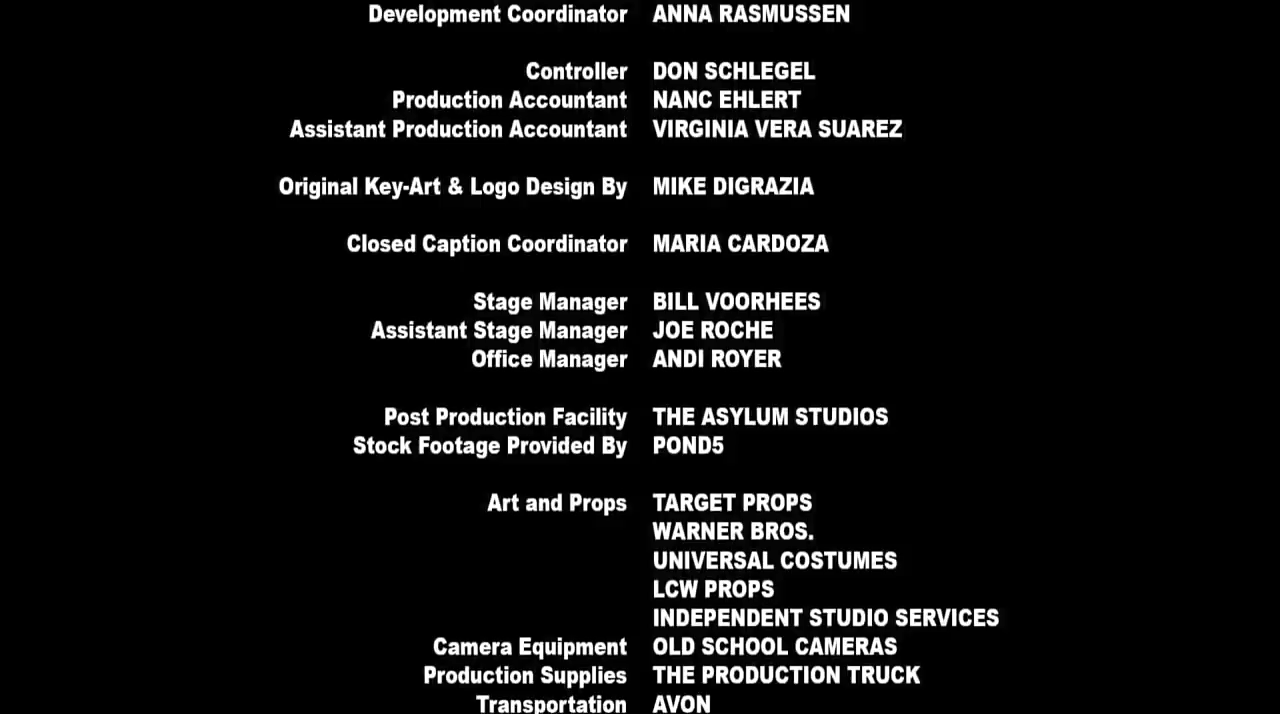 Development Coordinator ANNA RASMUSSEN
Controller DON SCHLEGEL
Production Accountant NANC EHLERT
Assistant Production Accountant VIRGINIA VERA SUAREZ
Original Key-Art & Logo Design By MIKE DIGRAZIA
Closed Caption Coordinator MARIA CARDOZA
Stage Manager BILL VOORHEES
Assistant Stage Manager JOE ROCHE
Office Manager ANDI ROYER
Post Production Facility THE ASYLUM STUDIOS
Stock Footage Provided By POND5
Art and Props TARGET PROPS
WARNER BROS.
UNIVERSAL COSTUMES
LCW PROPS
INDEPENDENT STUDIO SERVICES
Camera Equipment OLD SCHOOL CAMERAS
Production Supplies THE PRODUCTION TRUCK
Transportation AVON